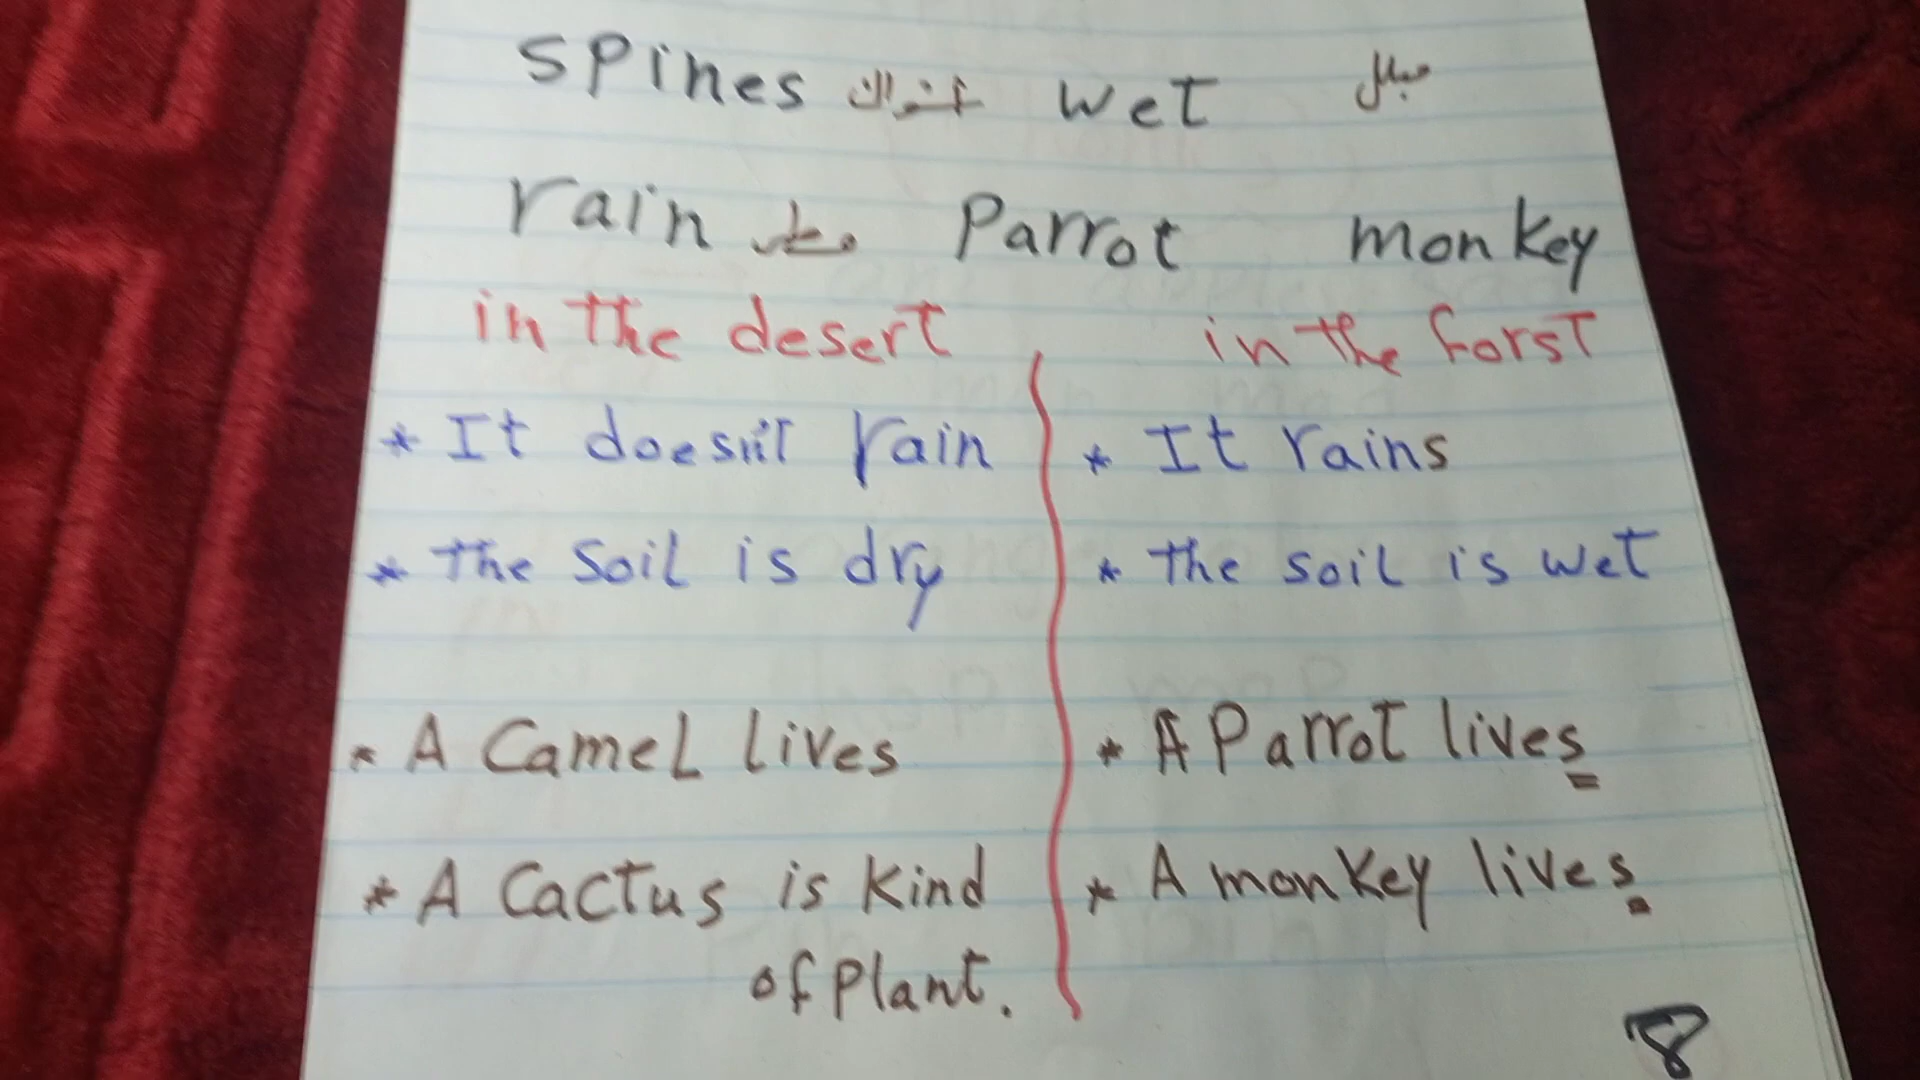 spines أشواك wet مبلل
rain مطر Parrot monkey
in the desert
in the forst
* It doesn't rain
* the soil is dry
* A Camel Lives
* A Cactus is kind
of plant.
* It rains
* the soil is wet
* A Parrot lives
* A monkey lives
8